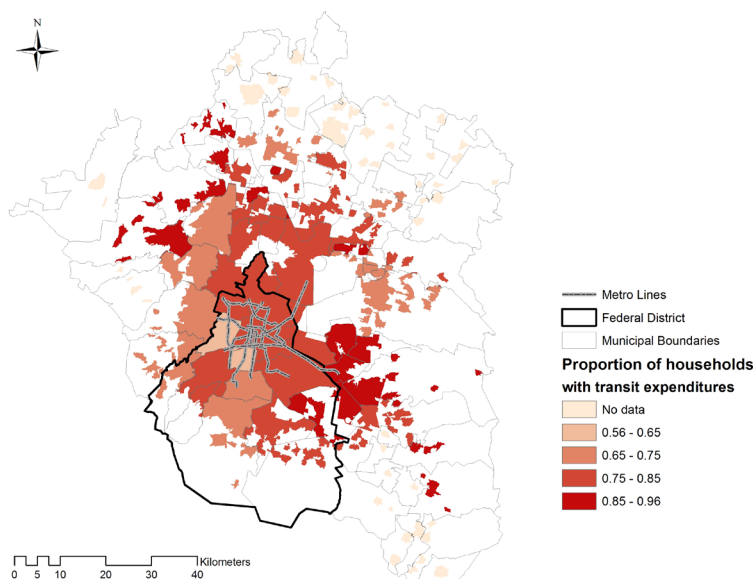 N
Metro Lines
Federal District
Municipal Boundaries
Proportion of households
with transit expenditures
No data
0.56 - 0.65
0.65 - 0.75
0.75 - 0.85
0.85 - 0.96
Kilometers
0 5 10 20 30 40